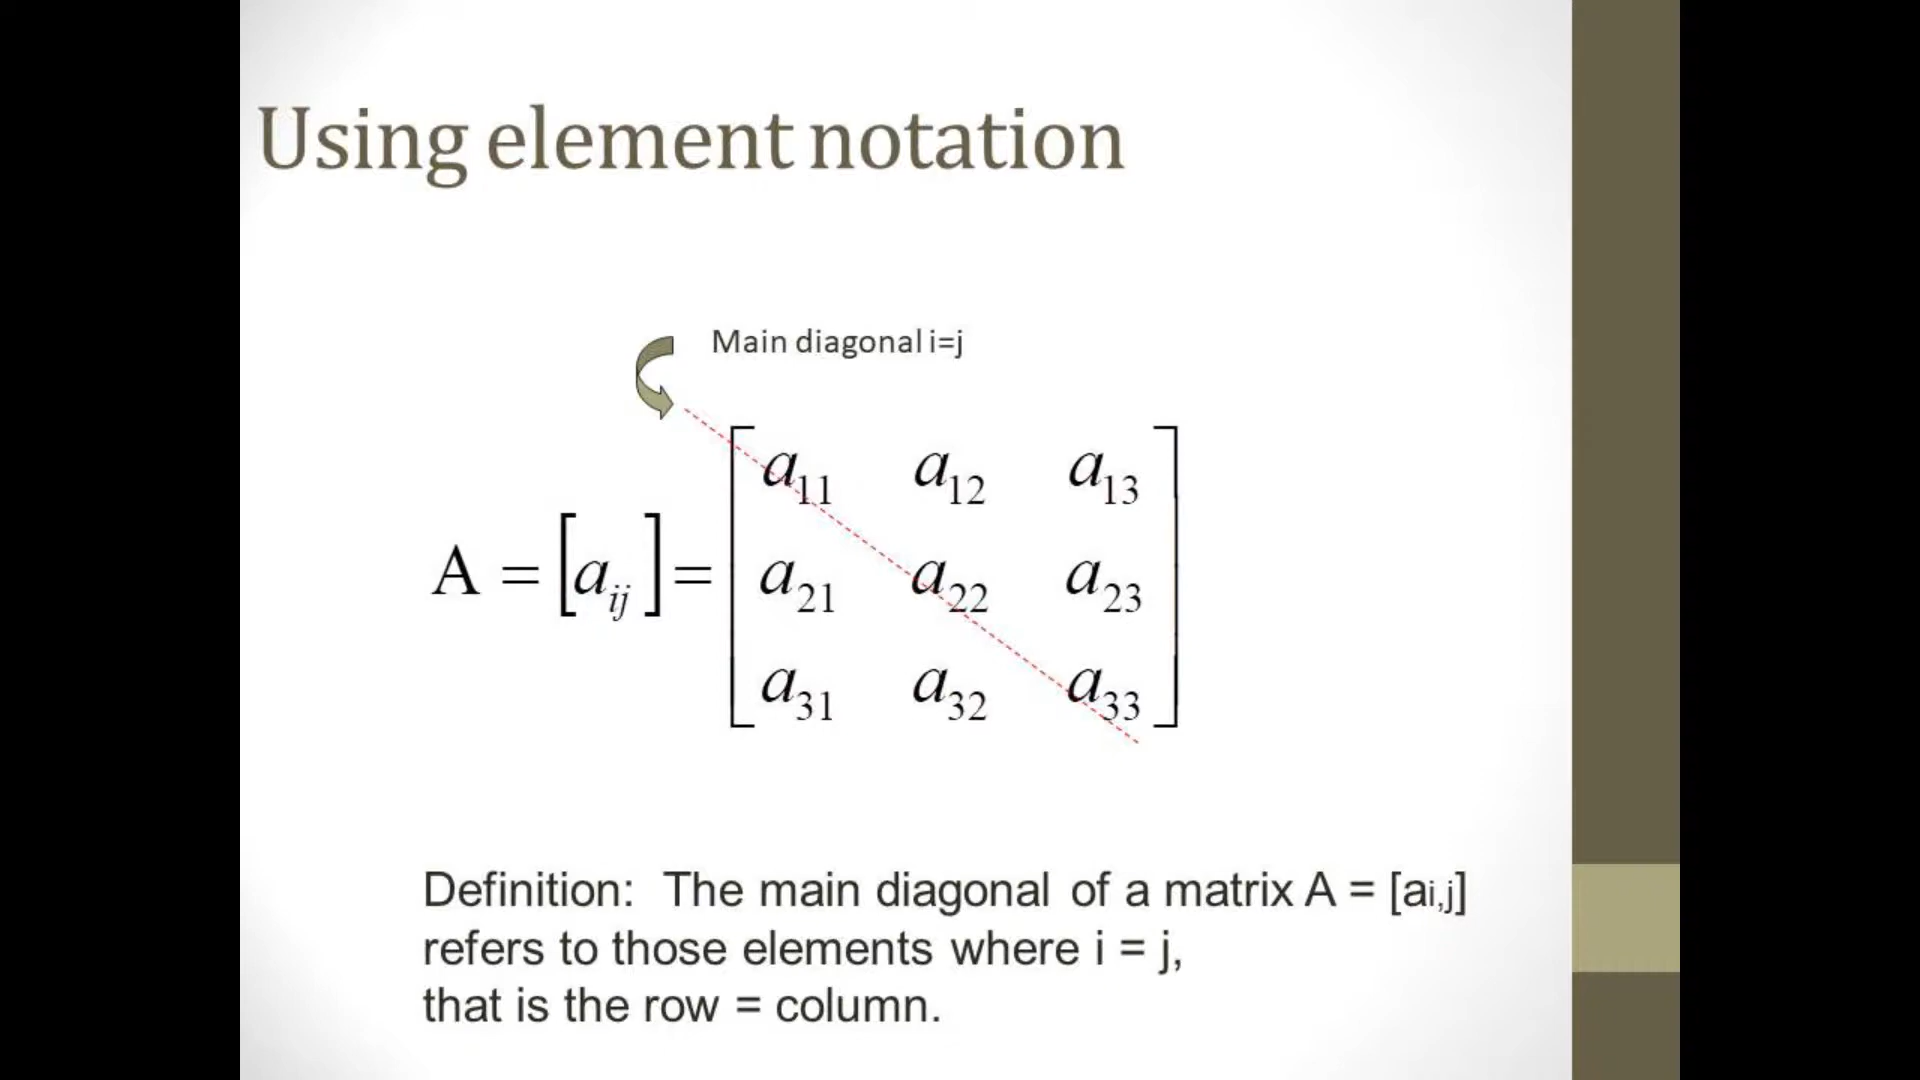 Using element notation
Main diagonal i=j
A = [aij] = [a11 a12 a13
a21 a22 a23
a31 a32 a33]
Definition: The main diagonal of a matrix A = [ai,j]
refers to those elements where i = j,
that is the row = column.